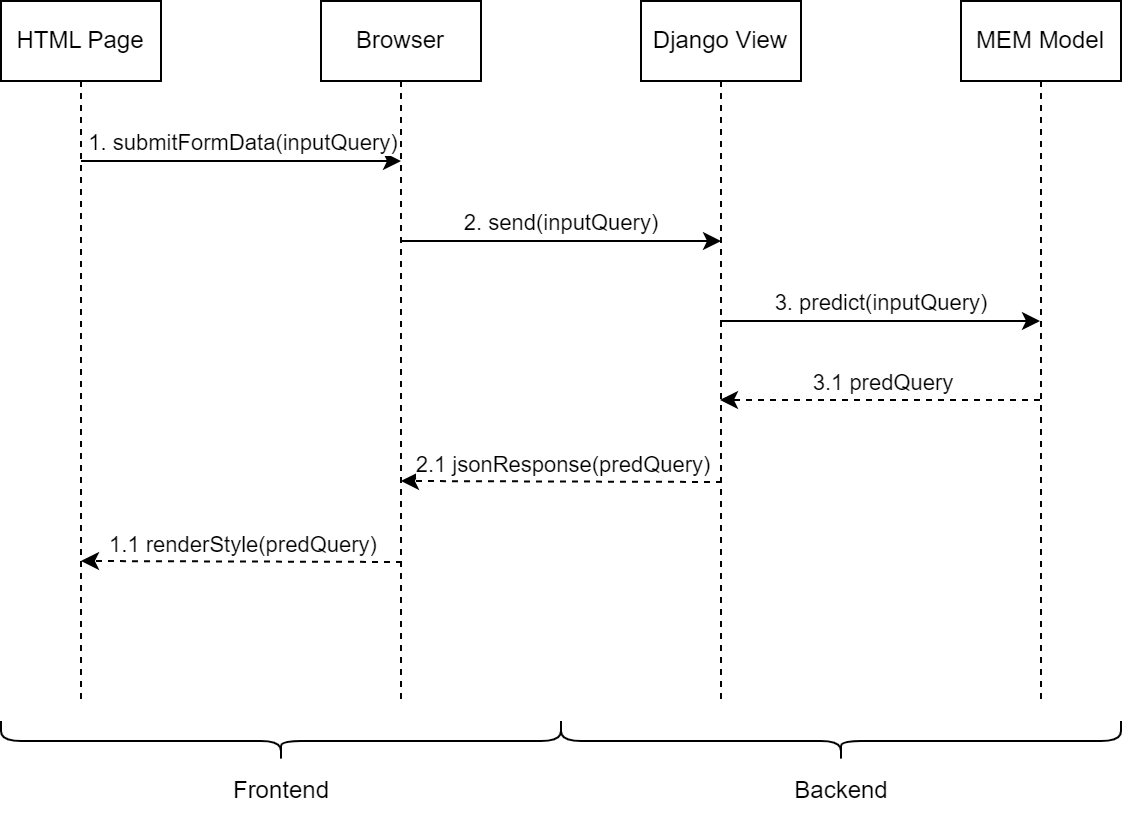 HTML Page
Browser
Django View
MEM Model
1. submitFormData(inputQuery)
2. send(inputQuery)
3. predict(inputQuery)
3.1 predQuery
2.1 jsonResponse(predQuery)
1.1 renderStyle(predQuery)
Frontend
Backend